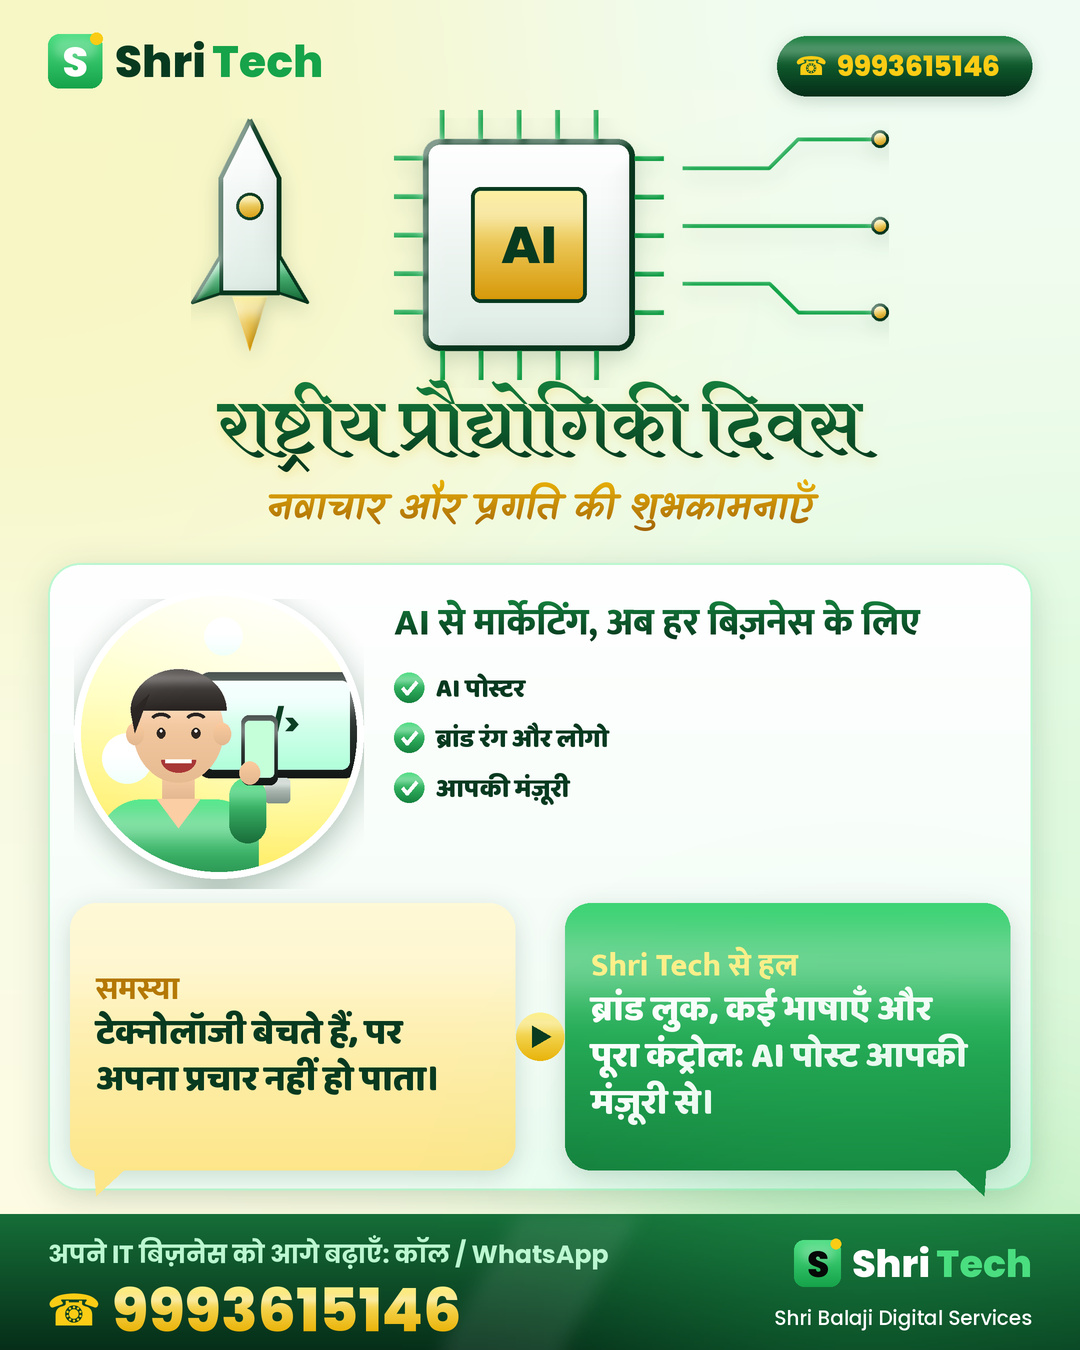 S Shri Tech
☎ 9993615146
AI
राष्ट्रीय प्रौद्योगिकी दिवस
नवाचार और प्रगति की शुभकामनाएँ
AI से मार्केटिंग, अब हर बिज़नेस के लिए
AI पोस्टर
ब्रांड रंग और लोगो
आपकी मंज़ूरी
/>
समस्या
टेक्नोलॉजी बेचते हैं, पर
अपना प्रचार नहीं हो पाता।
Shri Tech से हल
ब्रांड लुक, कई भाषाएँ और
पूरा कंट्रोल: AI पोस्ट आपकी
मंज़ूरी से।
अपने IT बिज़नेस को आगे बढ़ाएँ: कॉल / WhatsApp
☎ 9993615146
S Shri Tech
Shri Balaji Digital Services